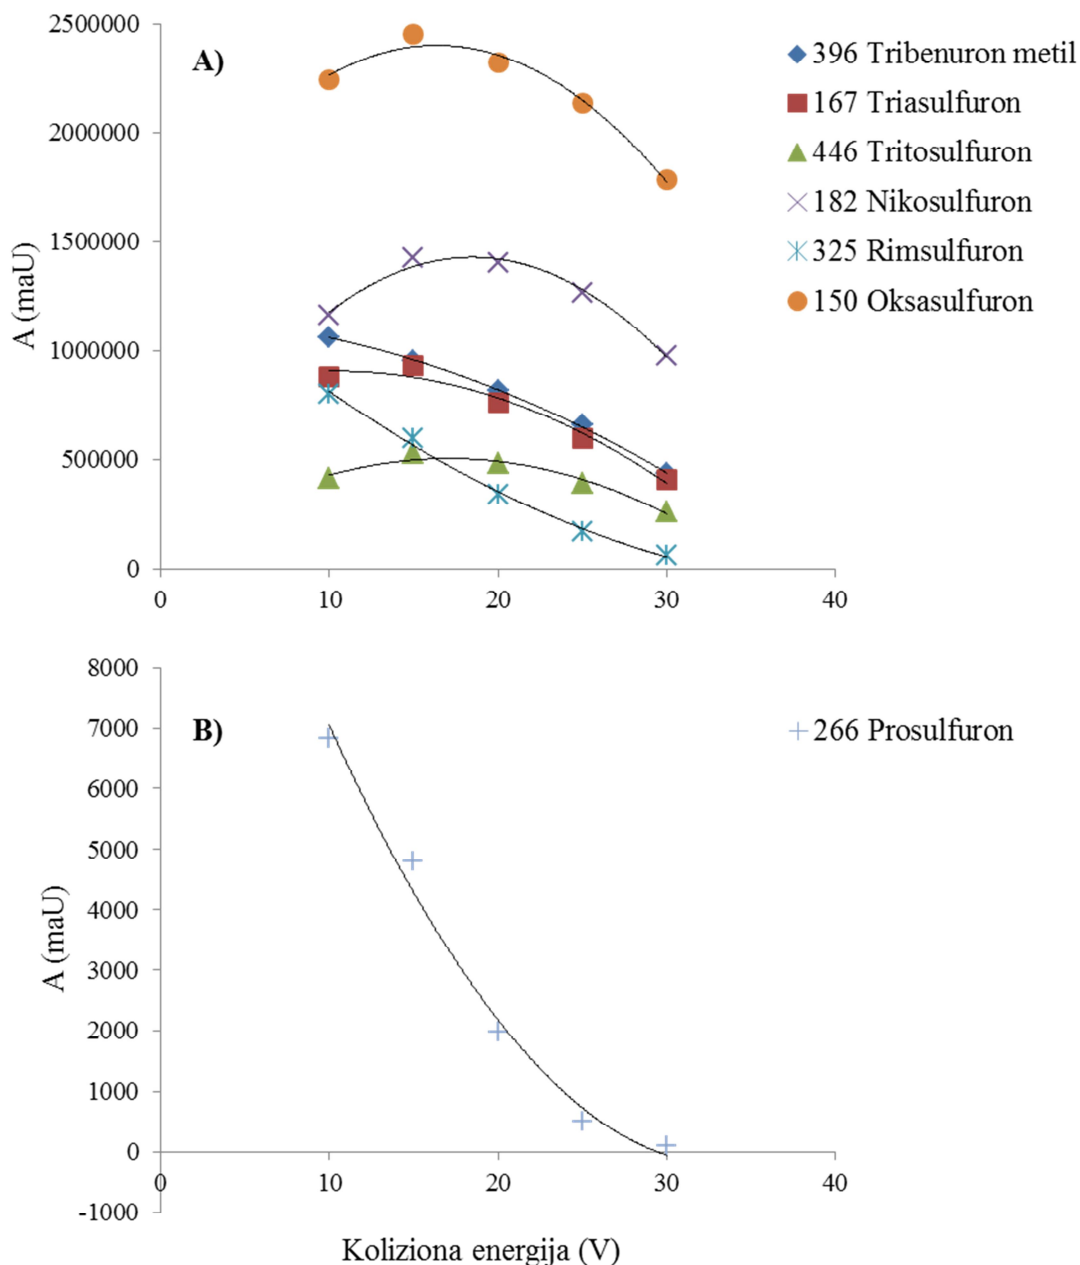 2500000
A)
2000000
1500000
1000000
500000
0
A (maU)
0
10
20
30
40
396 Tribenuron metil
167 Triasulfuron
446 Tritosulfuron
182 Nikosulfuron
325 Rimsulfuron
150 Oksasulfuron
8000
7000
B)
6000
5000
4000
3000
2000
1000
0
-1000
A (maU)
0
10
20
30
40
266 Prosulfuron
Koliziona energija (V)